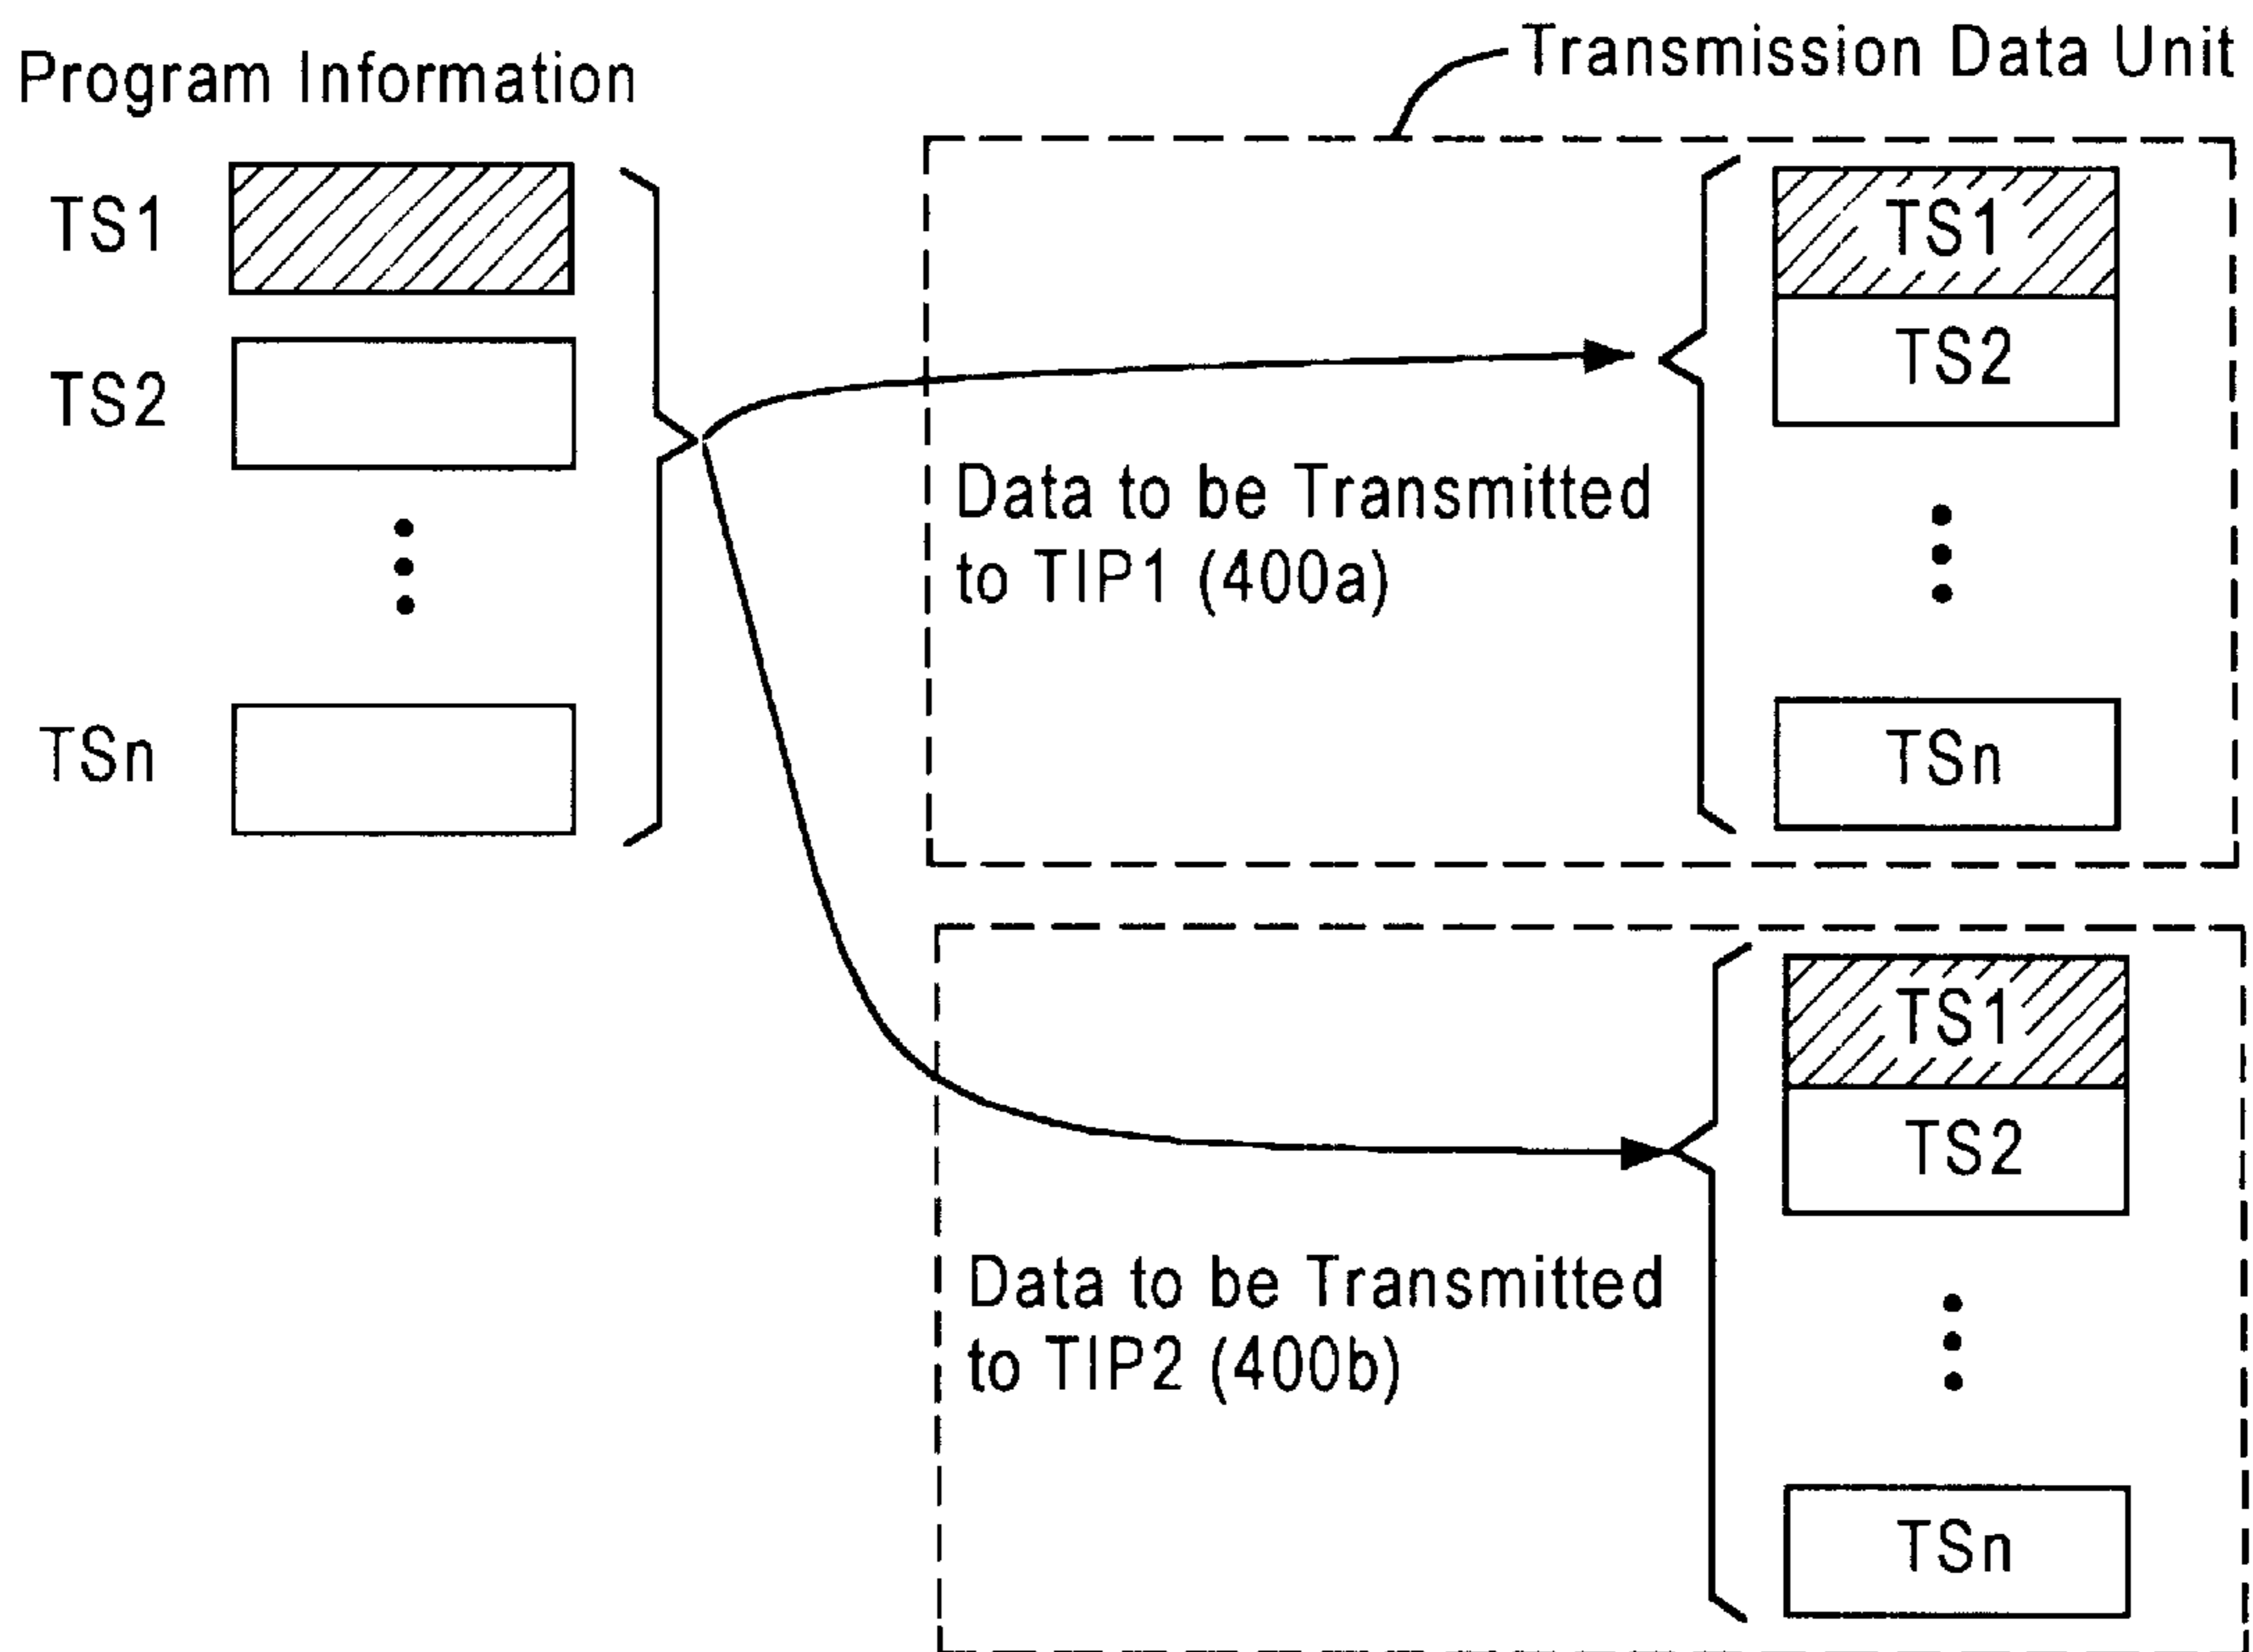 Program Information
TS1
TS2
TSn
Transmission Data Unit
Data to be Transmitted
to TIP1 (400a)
TS1
TS2
TSn
Data to be Transmitted
to TIP2 (400b)
TS1
TS2
TSn